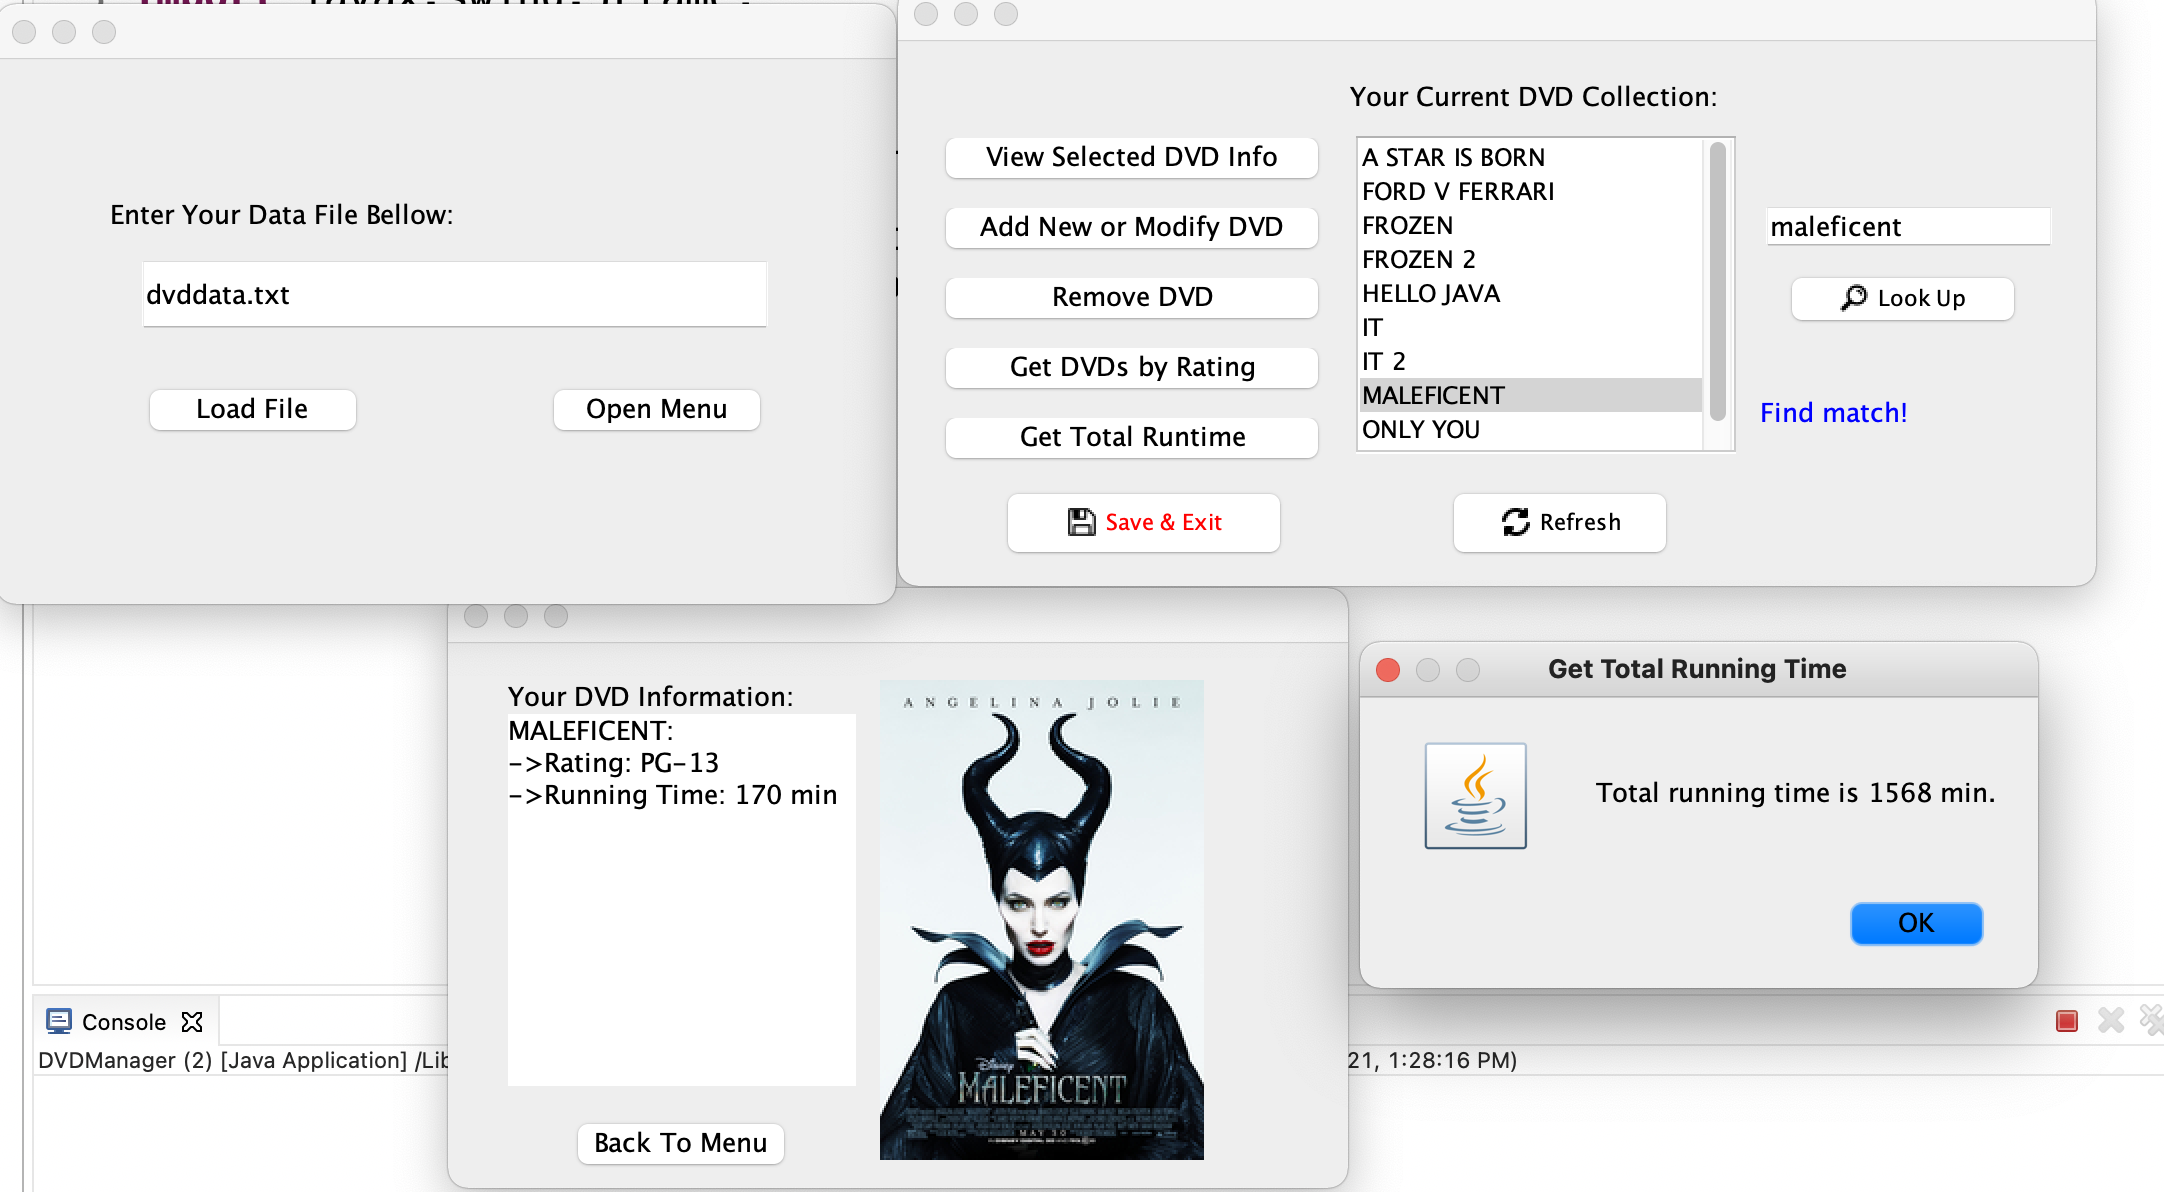 Enter Your Data File Bellow:
dvddata.txt
Load File
Open Menu
Your Current DVD Collection:
View Selected DVD Info
Add New or Modify DVD
Remove DVD
Get DVDs by Rating
Get Total Runtime
Save & Exit
A STAR IS BORN
FORD V FERRARI
FROZEN
FROZEN 2
HELLO JAVA
IT
IT 2
MALEFICENT
ONLY YOU
Refresh
maleficent
Look Up
Find match!
Your DVD Information:
MALEFICENT:
->Rating: PG-13
->Running Time: 170 min
Back To Menu
ANGELINA JOLIE
Disney
MALEFICENT
MAY 30
Get Total Running Time
Total running time is 1568 min.
OK
Console
DVDManager (2) [Java Application] /Lib
21, 1:28:16 PM)